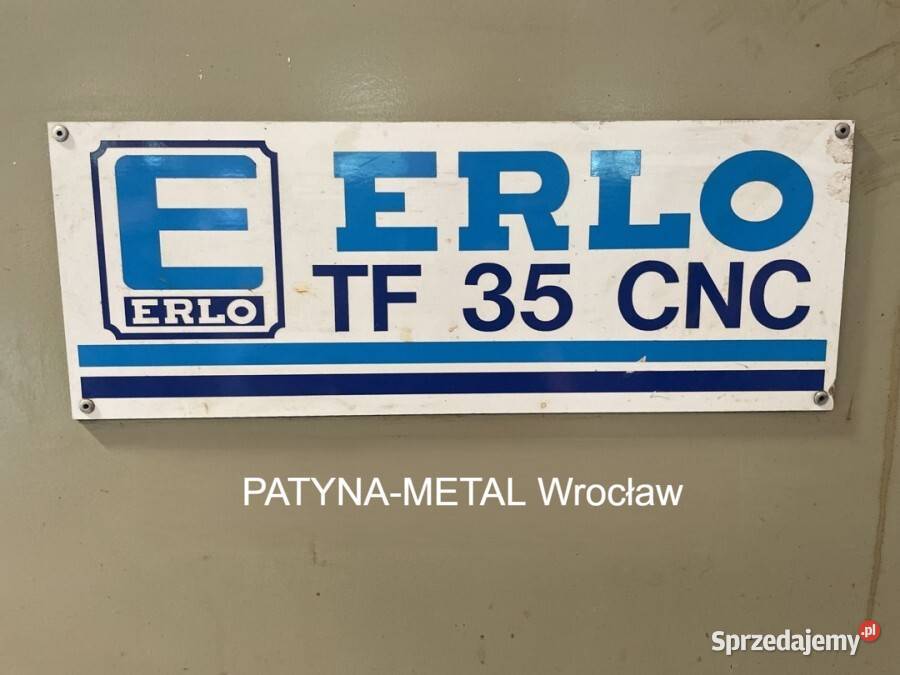 E ERLO
ERLO TF 35 CNC
PATYNA-METAL Wrocław
Sprzedajemy.pl